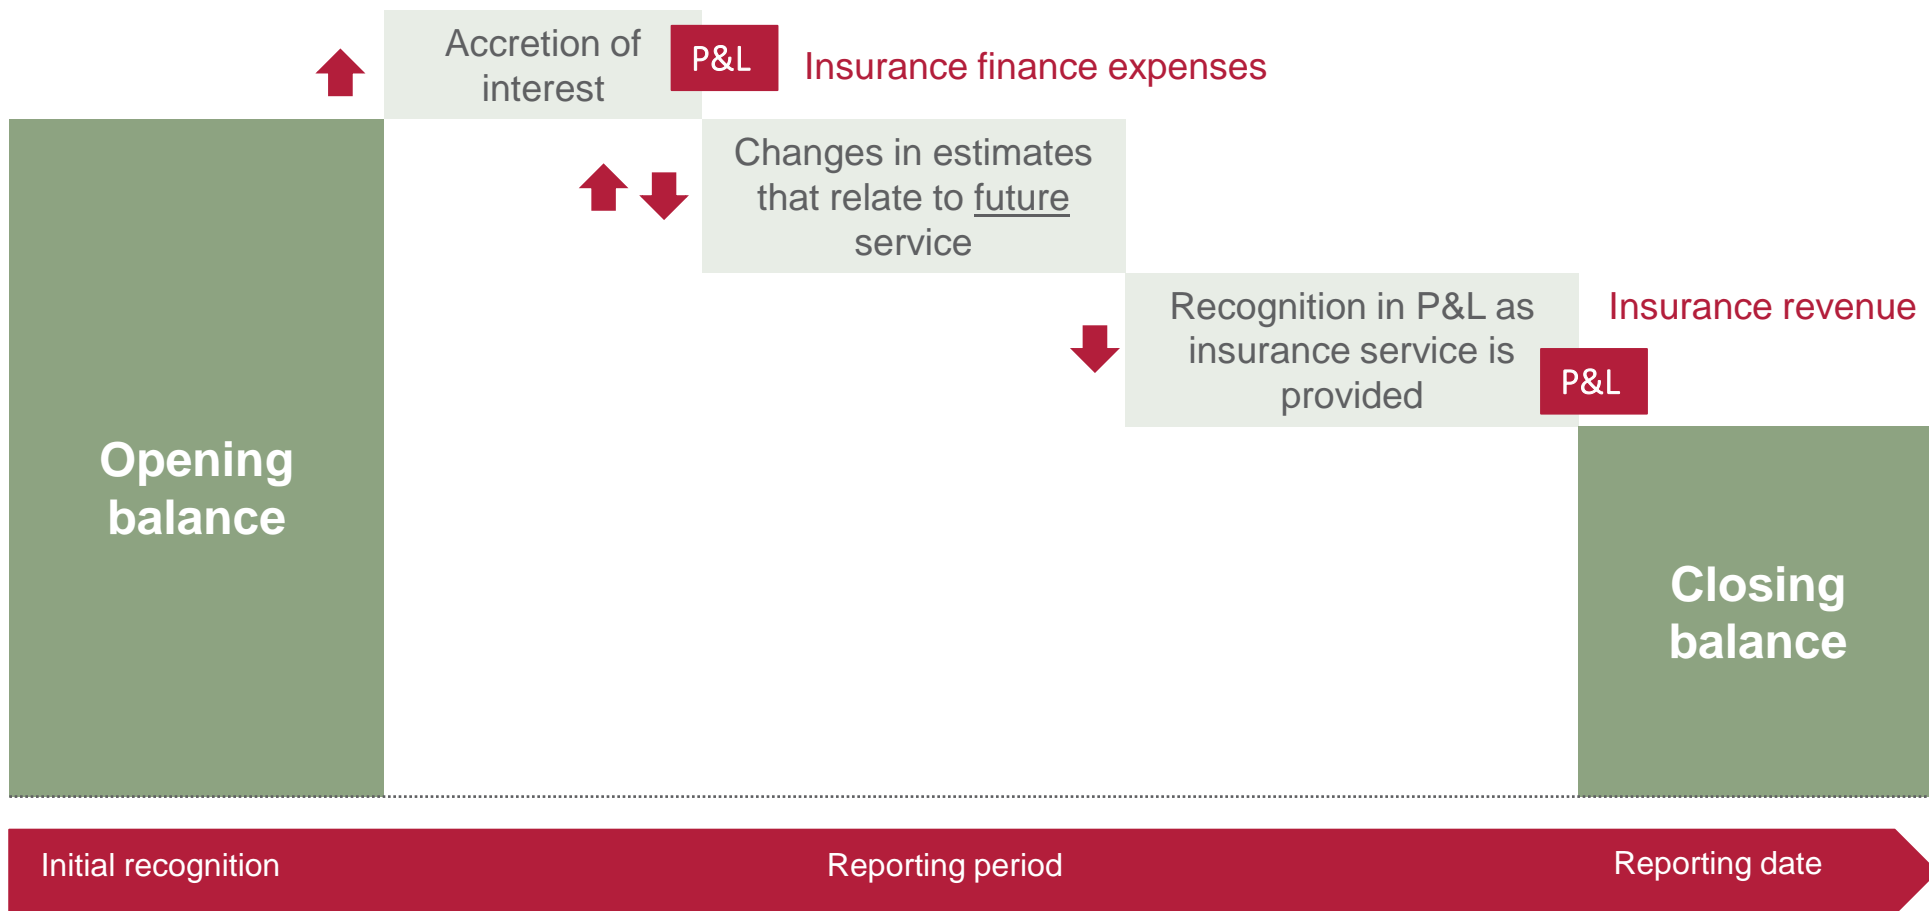 Accretion of
interest
P&L
Insurance finance expenses
Changes in estimates
that relate to future
service
Recognition in P&L as
insurance service is
provided
P&L
Insurance revenue
Opening
balance
Closing
balance
Initial recognition
Reporting period
Reporting date